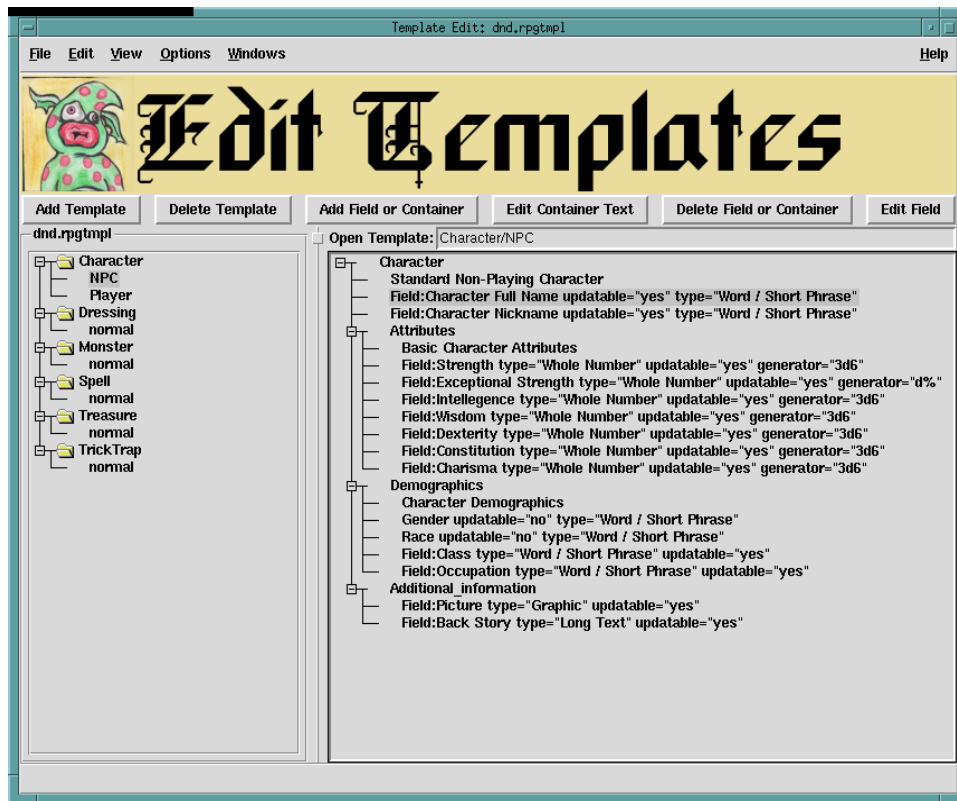 Template Edit: dnd.rpgtmpl
File Edit View Options Windows Help
Edit Templates
Add Template Delete Template Add Field or Container Edit Container Text Delete Field or Container Edit Field
dnd.rpgtmpl
Character
NPC
Player
Dressing
normal
Monster
normal
Spell
normal
Treasure
normal
TrickTrap
normal
Open Template: Character/NPC
Character
Standard Non-Playing Character
Field:Character Full Name updatable="yes" type="Word / Short Phrase"
Field:Character Nickname updatable="yes" type="Word / Short Phrase"
Attributes
Basic Character Attributes
Field:Strength type="Whole Number" updatable="yes" generator="3d6"
Field:Exceptional Strength type="Whole Number" updatable="yes" generator="d%"
Field:Intellegence type="Whole Number" updatable="yes" generator="3d6"
Field:Wisdom type="Whole Number" updatable="yes" generator="3d6"
Field:Dexterity type="Whole Number" updatable="yes" generator="3d6"
Field:Constitution type="Whole Number" updatable="yes" generator="3d6"
Field:Charisma type="Whole Number" updatable="yes" generator="3d6"
Demographics
Character Demographics
Gender updatable="no" type="Word / Short Phrase"
Race updatable="no" type="Word / Short Phrase"
Field:Class type="Word / Short Phrase" updatable="yes"
Field:Occupation type="Word / Short Phrase" updatable="yes"
Additional_information
Field:Picture type="Graphic" updatable="yes"
Field:Back Story type="Long Text" updatable="yes"